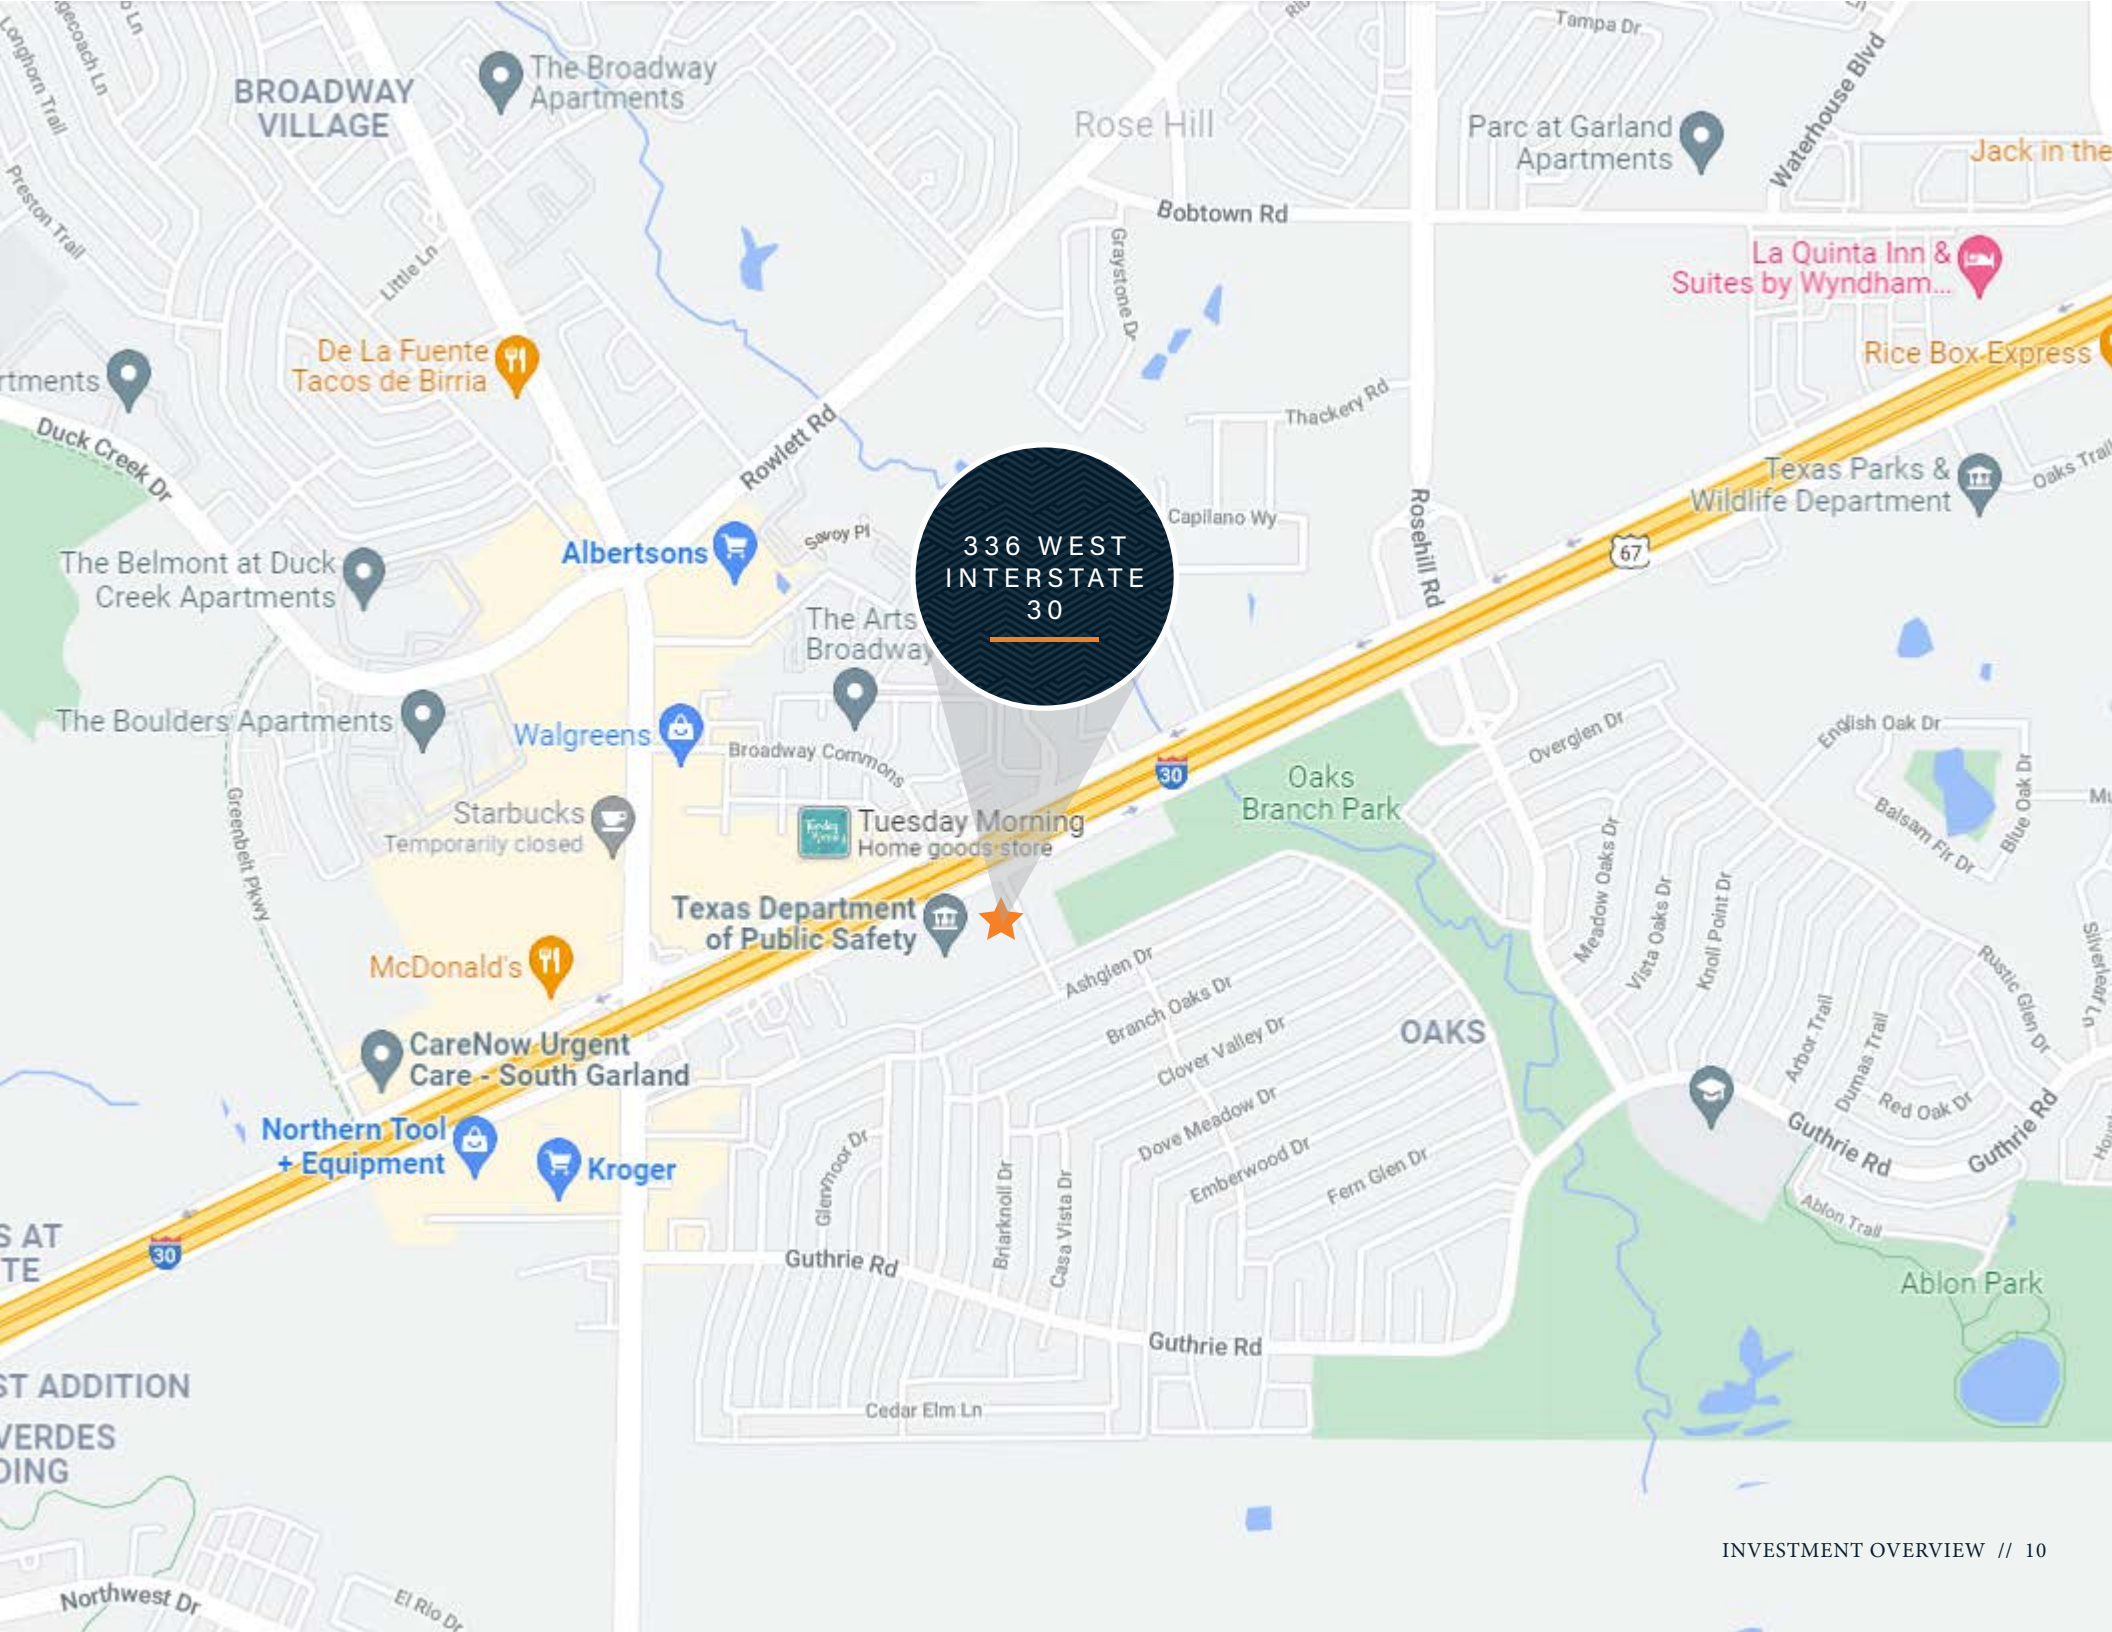 Longhorn Trail
gecoach Ln
o Ln
Preston Trail
BROADWAY
VILLAGE
The Broadway
Apartments
Rose Hill
Tampa Dr
Waterhouse Blvd
Parc at Garland
Apartments
Jack in the
Bobtown Rd
Graystone Dr
La Quinta Inn &
Suites by Wyndham...
Little Ln
De La Fuente
Tacos de Birria
rtments
Duck Creek Dr
Rowlett Rd
Thackery Rd
Rice Box Express
Texas Parks &
Wildlife Department
Oaks Trail
Capilano Wy
Rosehill Rd
67
Savoy Pl
Albertsons
336 WEST
INTERSTATE
30
The Belmont at Duck
Creek Apartments
The Arts
Broadway
The Boulders Apartments
Walgreens
Broadway Commons
30
Oaks
Branch Park
Overglen Dr
English Oak Dr
Balsam Fir Dr
Blue Oak Dr
Mu
Greenbelt Pkwy
Starbucks
Temporarily closed
Tuesday Morning
Tuesday Morning
Home goods store
Texas Department
of Public Safety
McDonald's
Ashglen Dr
Branch Oaks Dr
Clover Valley Dr
OAKS
Meadow Oaks Dr
Vista Oaks Dr
Knoll Point Dr
Arbor Trail
Dumas Trail
Rustic Glen Dr
Silverleaf Ln
Red Oak Dr
CareNow Urgent
Care - South Garland
Northern Tool
+ Equipment
Kroger
Glenmoor Dr
Briarknoll Dr
Casa Vista Dr
Dove Meadow Dr
Emberwood Dr
Fern Glen Dr
Guthrie Rd
Guthrie Rd
Ablon Trail
S AT
TE
30
Guthrie Rd
Guthrie Rd
Ablon Park
ST ADDITION
VERDES
DING
Cedar Elm Ln
Northwest Dr
El Rio Dr
INVESTMENT OVERVIEW // 10